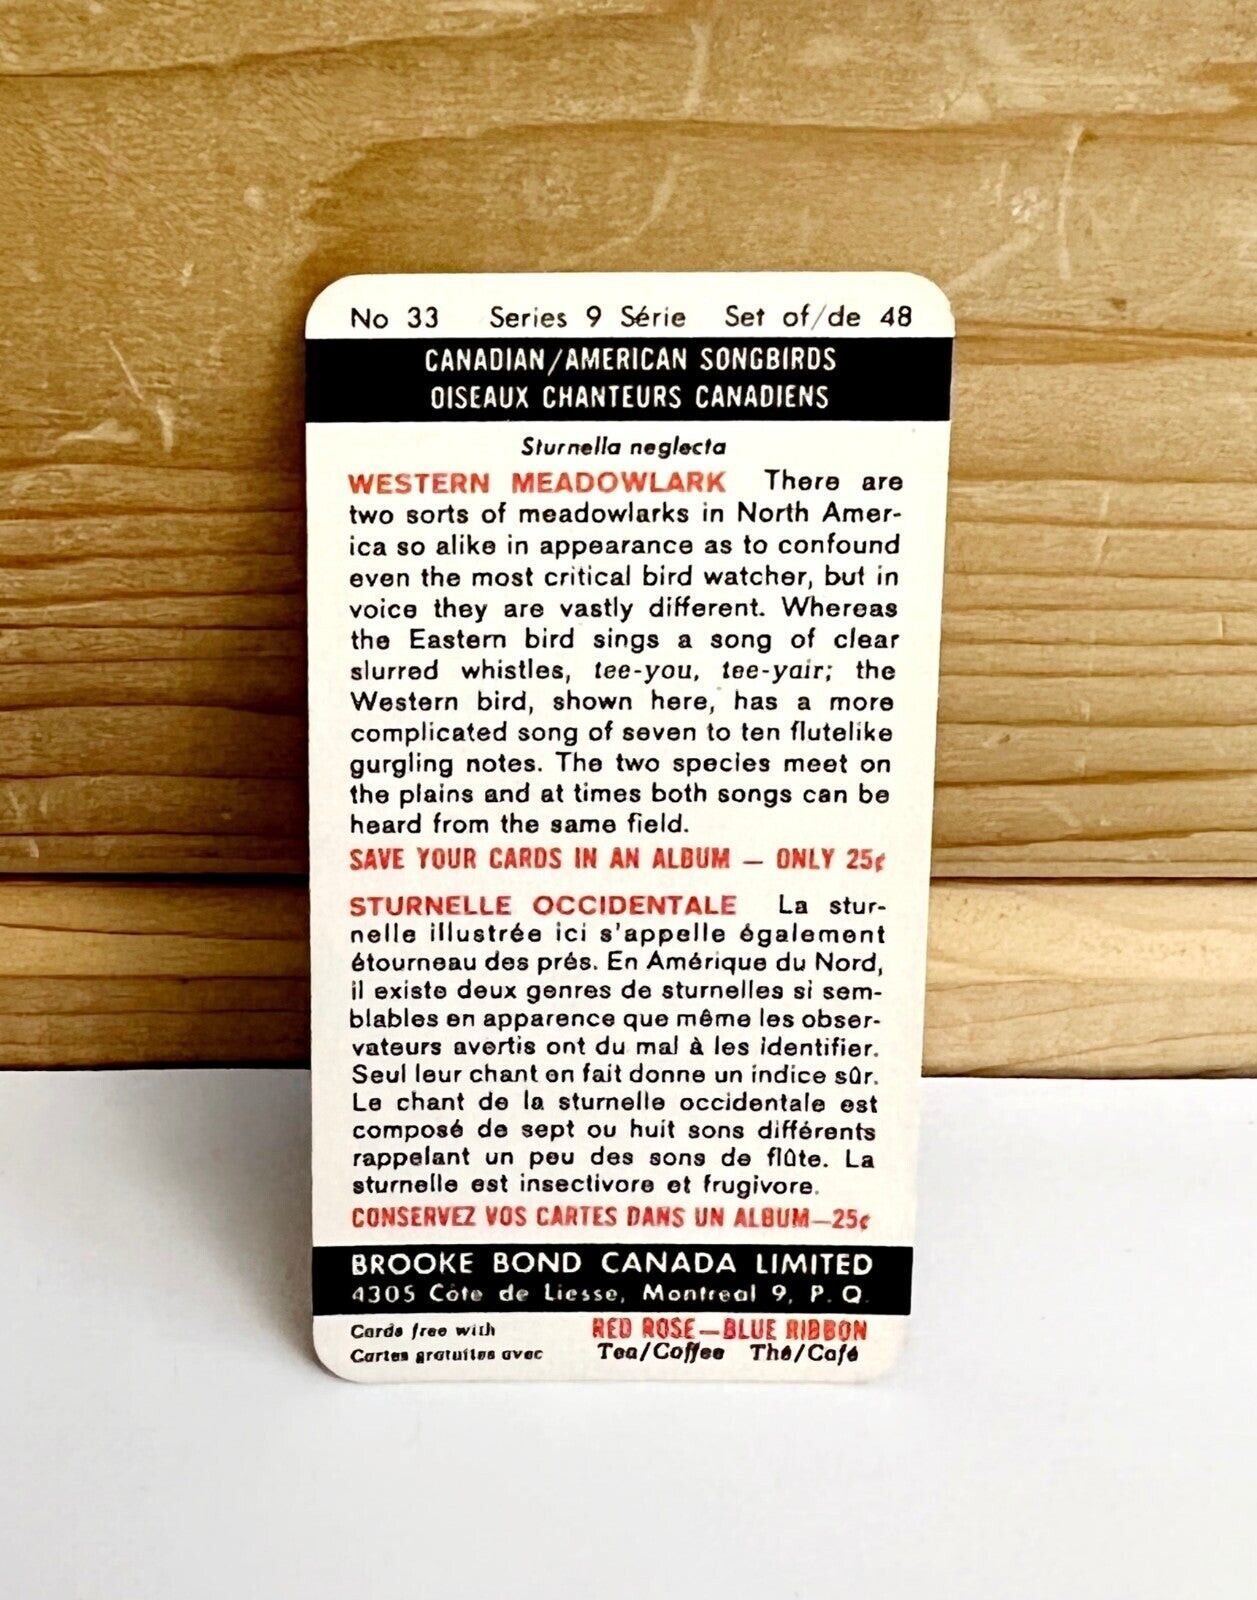 No 33 Series 9 Série Set of/de 48
CANADIAN/AMERICAN SONGBIRDS
OISEAUX CHANTEURS CANADIENS
Sturnella neglecta
WESTERN MEADOWLARK There are
two sorts of meadowlarks in North Amer-
ica so alike in appearance as to confound
even the most critical bird watcher, but in
voice they are vastly different. Whereas
the Eastern bird sings a song of clear
slurred whistles, tee-you, tee-yair; the
Western bird, shown here, has a more
complicated song of seven to ten flutelike
gurgling notes. The two species meet on
the plains and at times both songs can be
heard from the same field.
SAVE YOUR CARDS IN AN ALBUM — ONLY 25¢
STURNELLE OCCIDENTALE La stur-
nelle illustrée ici s'appelle également
étourneau des prés. En Amérique du Nord,
il existe deux genres de sturnelles si sem-
blables en apparence que même les obser-
vateurs avertis ont du mal à les identifier.
Seul leur chant en fait donne un indice sûr.
Le chant de la sturnelle occidentale est
composé de sept ou huit sons différents
rappelant un peu des sons de flûte. La
sturnelle est insectivore et frugivore.
CONSERVEZ VOS CARTES DANS UN ALBUM—25¢
BROOKE BOND CANADA LIMITED
4305 Côte de Liesse, Montreal 9, P. Q.
Cards free with RED ROSE—BLUE RIBBON
Cartes gratuites avec Tea/Coffee Thé/Café